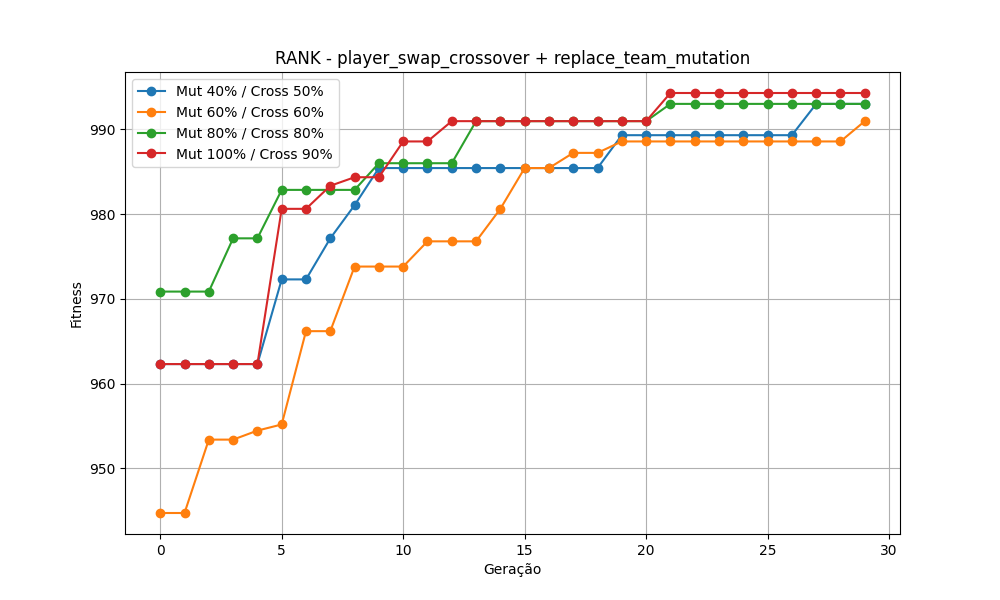 RANK - player_swap_crossover + replace_team_mutation
Mut 40% / Cross 50%
Mut 60% / Cross 60%
Mut 80% / Cross 80%
Mut 100% / Cross 90%
Fitness
990
980
970
960
950
0 5 10 15 20 25 30
Geração